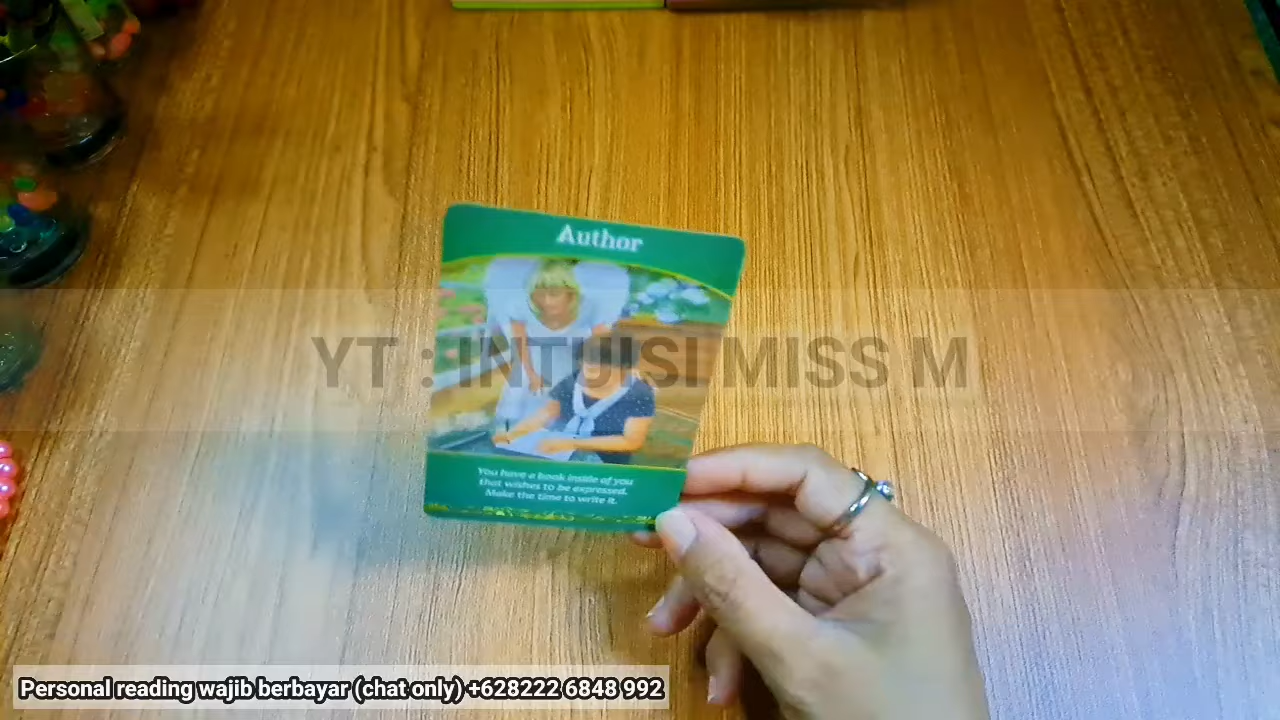 Author
YT : INTUISI MISS M
You have a book inside of you
that wishes to be expressed.
Make the time to write it.
Personal reading wajib berbayar (chat only) +628222 6848 992